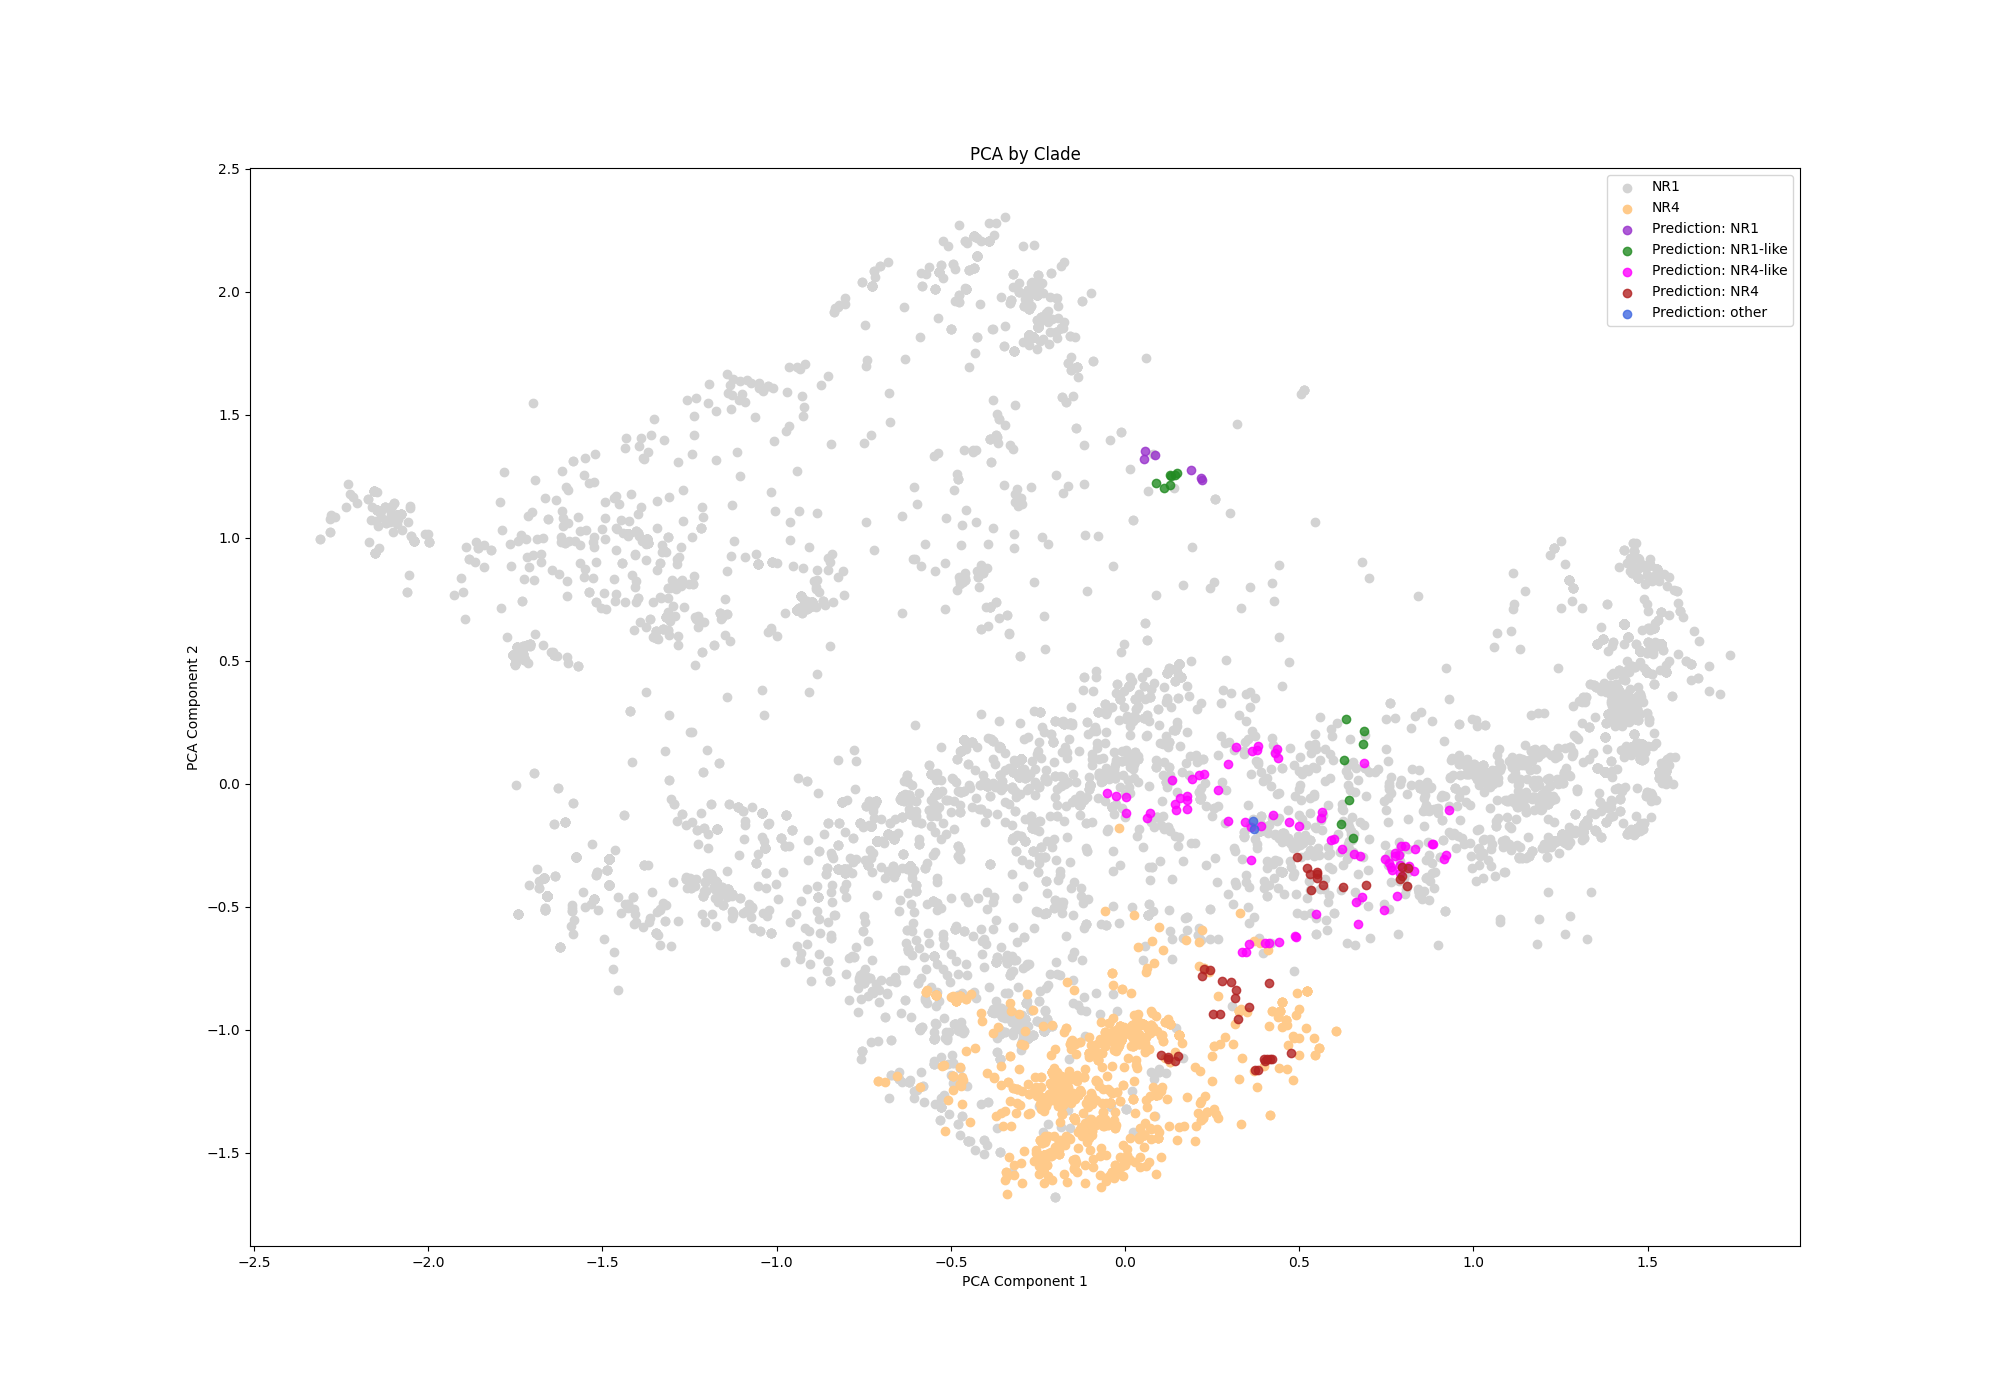 PCA by Clade
2.5
2.0
1.5
1.0
0.5
0.0
−0.5
−1.0
−1.5
PCA Component 2
NR1
NR4
Prediction: NR1
Prediction: NR1-like
Prediction: NR4-like
Prediction: NR4
Prediction: other
−2.5 −2.0 −1.5 −1.0 −0.5 0.0 0.5 1.0 1.5
PCA Component 1